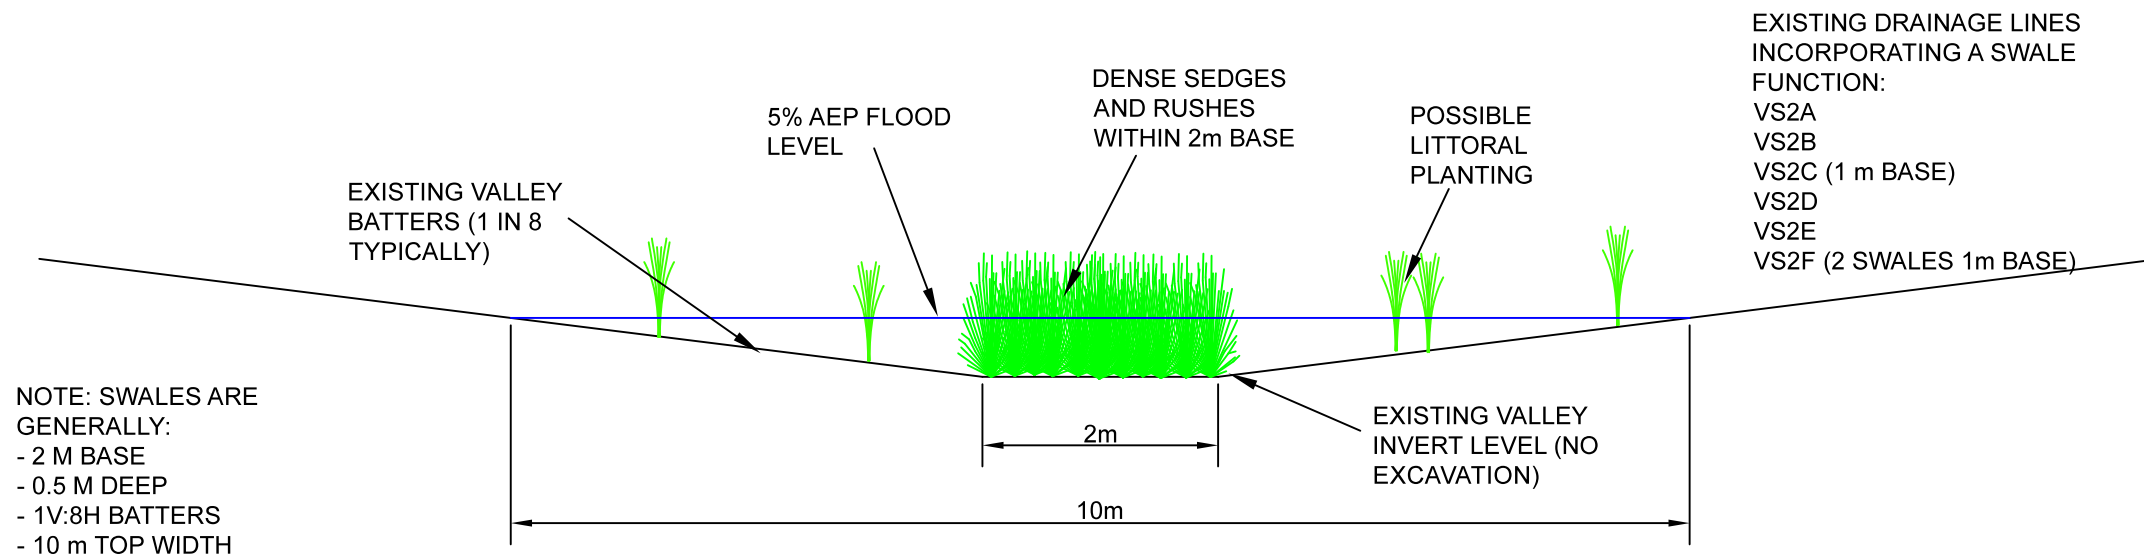 EXISTING DRAINAGE LINES
INCORPORATING A SWALE
FUNCTION:
VS2A
VS2B
VS2C (1 m BASE)
VS2D
VS2E
VS2F (2 SWALES 1m BASE)
DENSE SEDGES
AND RUSHES
WITHIN 2m BASE
5% AEP FLOOD
LEVEL
POSSIBLE
LITTORAL
PLANTING
EXISTING VALLEY
BATTERS (1 IN 8
TYPICALLY)
NOTE: SWALES ARE
GENERALLY:
- 2 M BASE
- 0.5 M DEEP
- 1V:8H BATTERS
- 10 m TOP WIDTH
2m
EXISTING VALLEY
INVERT LEVEL (NO
EXCAVATION)
10m